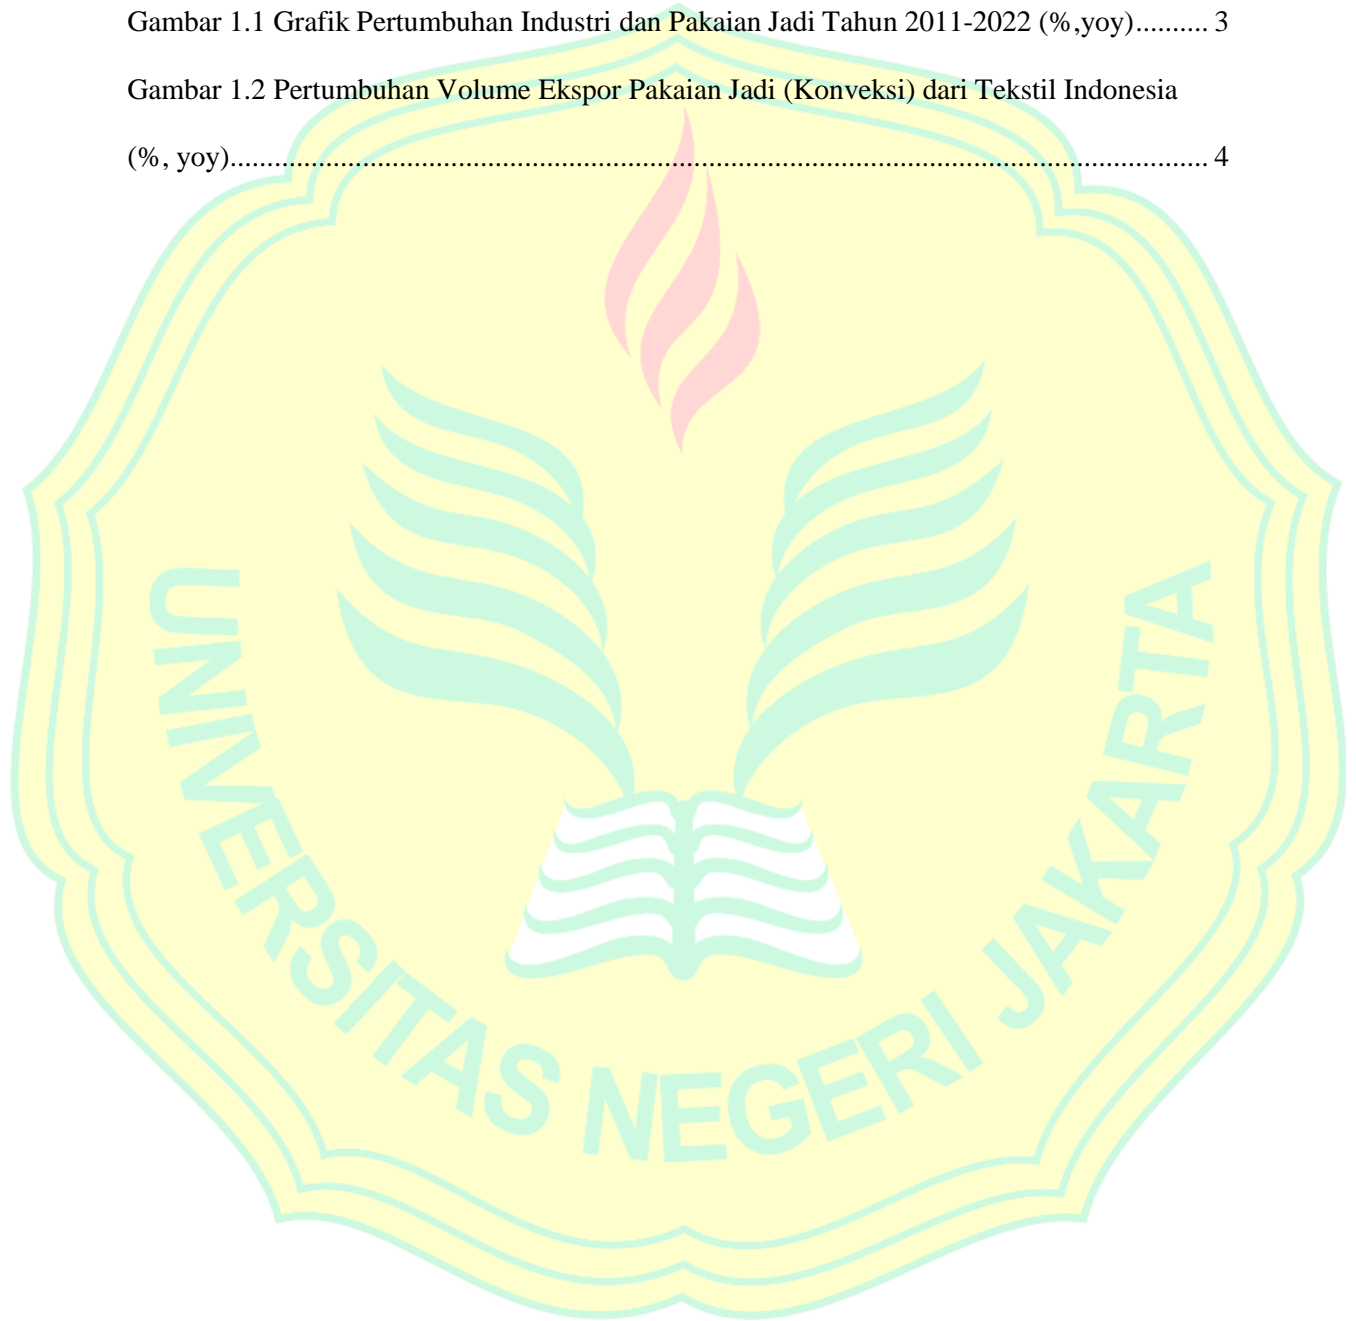 Gambar 1.1 Grafik Pertumbuhan Industri dan Pakaian Jadi Tahun 2011-2022 (%,yoy).......... 3
Gambar 1.2 Pertumbuhan Volume Ekspor Pakaian Jadi (Konveksi) dari Tekstil Indonesia
(%, yoy)..................................................................................................................................... 4
UNIVERSITAS NEGERI JAKARTA